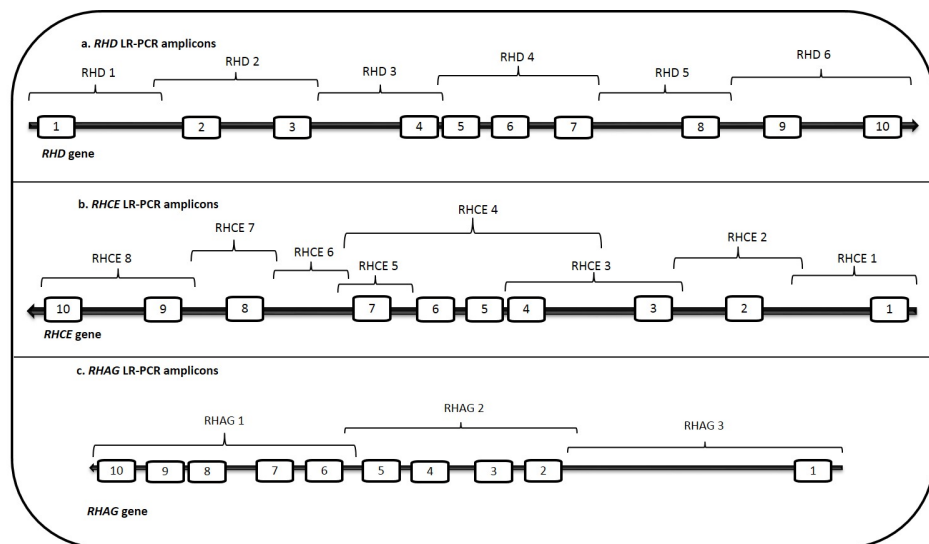 a. RHD LR-PCR amplicons
RHD 1
RHD 2
RHD 3
RHD 4
RHD 5
RHD 6
1 2 3 4 5 6 7 8 9 10
RHD gene
b. RHCE LR-PCR amplicons
RHCE 8
RHCE 7
RHCE 6
RHCE 5
RHCE 4
RHCE 3
RHCE 2
RHCE 1
10 9 8 7 6 5 4 3 2 1
RHCE gene
c. RHAG LR-PCR amplicons
RHAG 1
RHAG 2
RHAG 3
10 9 8 7 6 5 4 3 2 1
RHAG gene